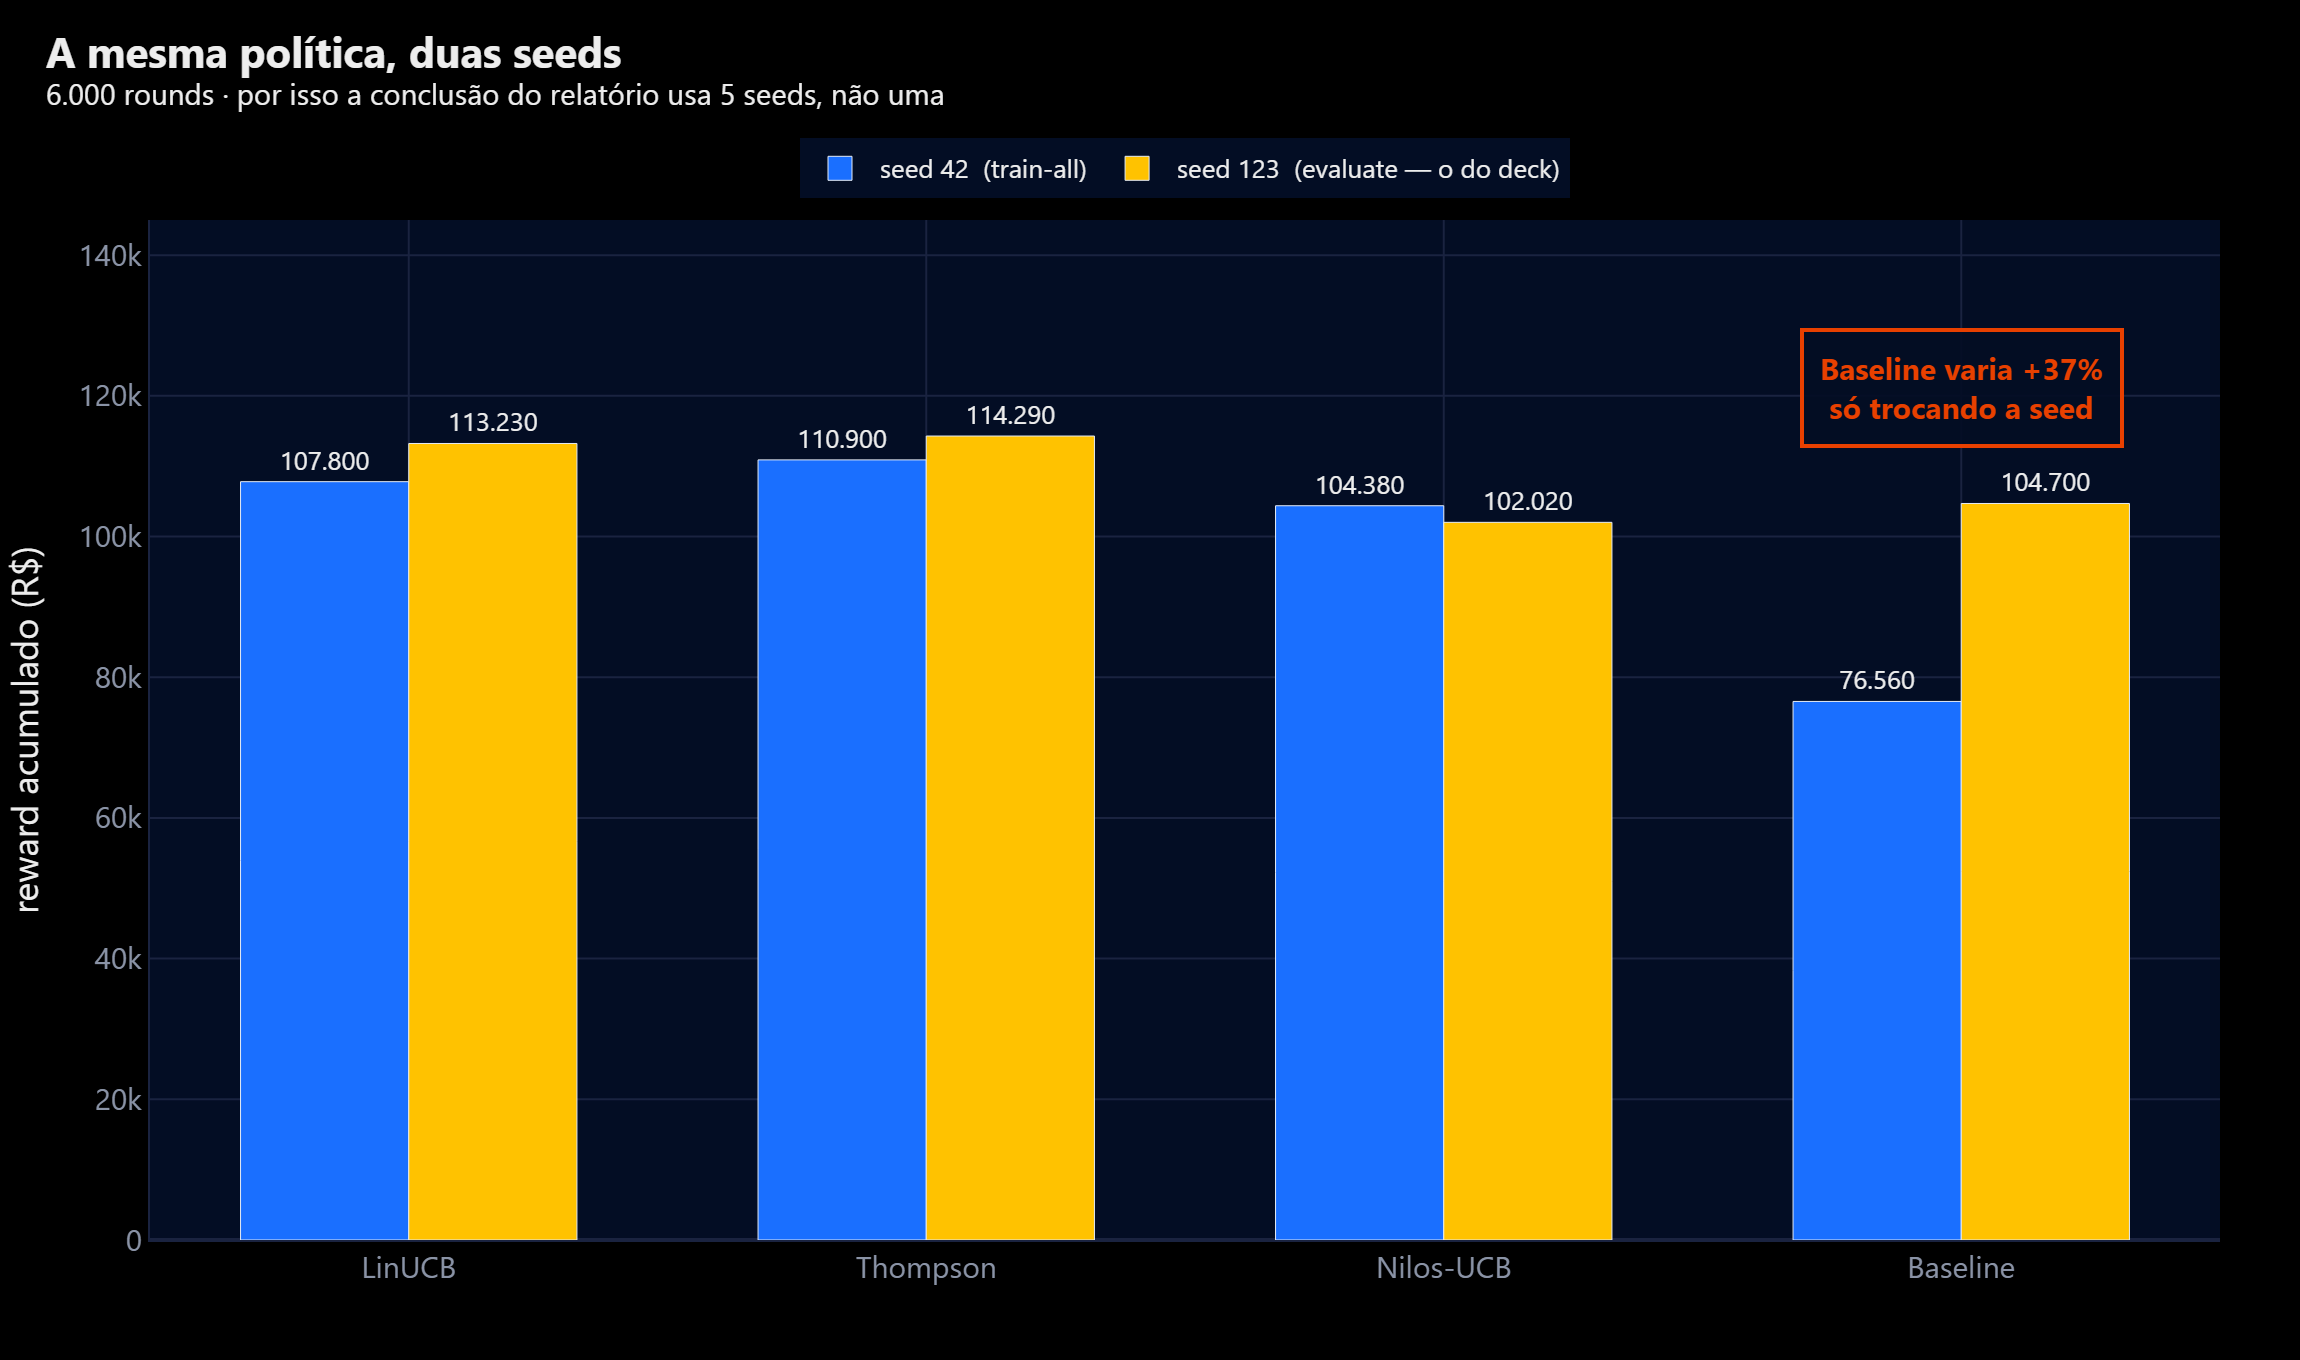 A mesma política, duas seeds
6.000 rounds · por isso a conclusão do relatório usa 5 seeds, não uma
seed 42 (train-all)
seed 123 (evaluate — o do deck)
reward acumulado (R$)
140k
120k
100k
80k
60k
40k
20k
0
107.800
113.230
110.900
114.290
104.380
102.020
76.560
104.700
Baseline varia +37%
só trocando a seed
LinUCB
Thompson
Nilos-UCB
Baseline